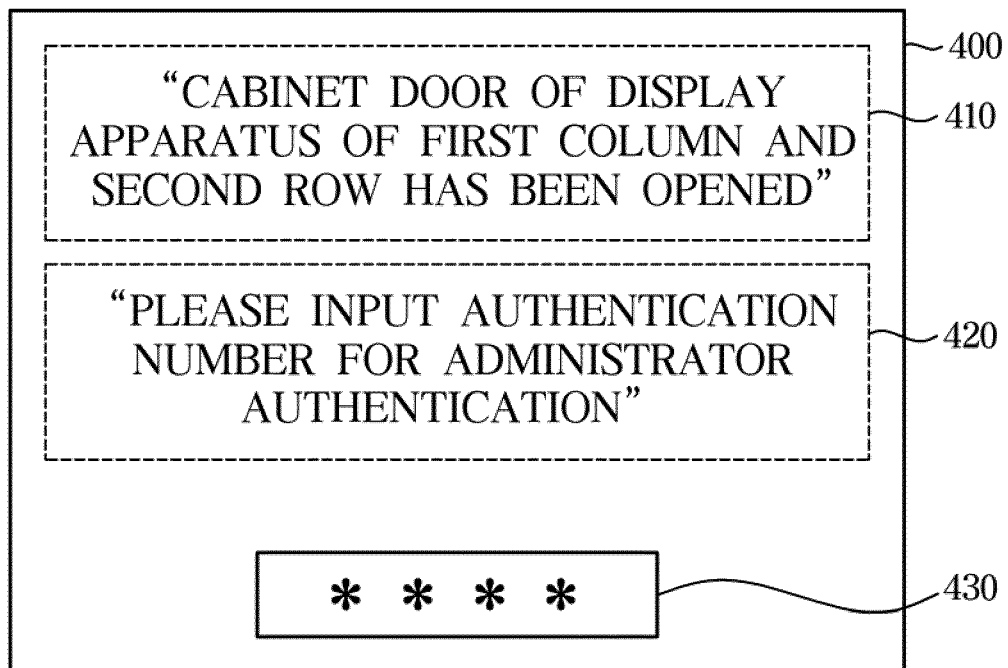 400
“CABINET DOOR OF DISPLAY
410
APPARATUS OF FIRST COLUMN AND
SECOND ROW HAS BEEN OPENED”
“PLEASE INPUT AUTHENTICATION
420
NUMBER FOR ADMINISTRATOR
AUTHENTICATION”
* * * *
430